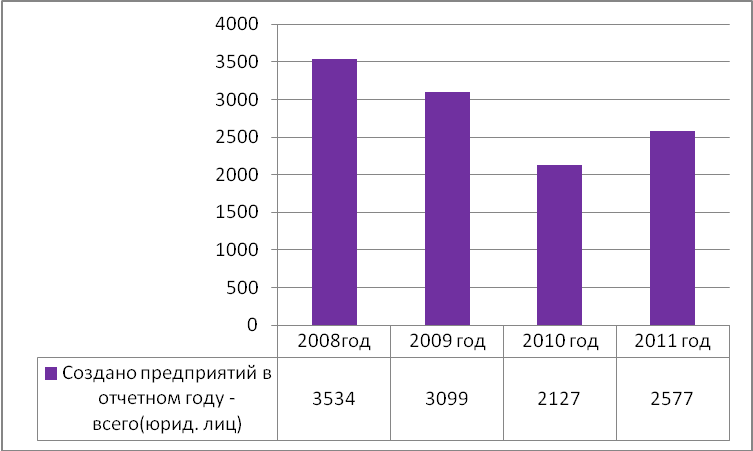 4000
3500
3000
2500
2000
1500
1000
500
0
2008год 2009 год 2010 год 2011 год
Создано предприятий в
отчетном году -
всего(юрид. лиц)
3534 3099 2127 2577